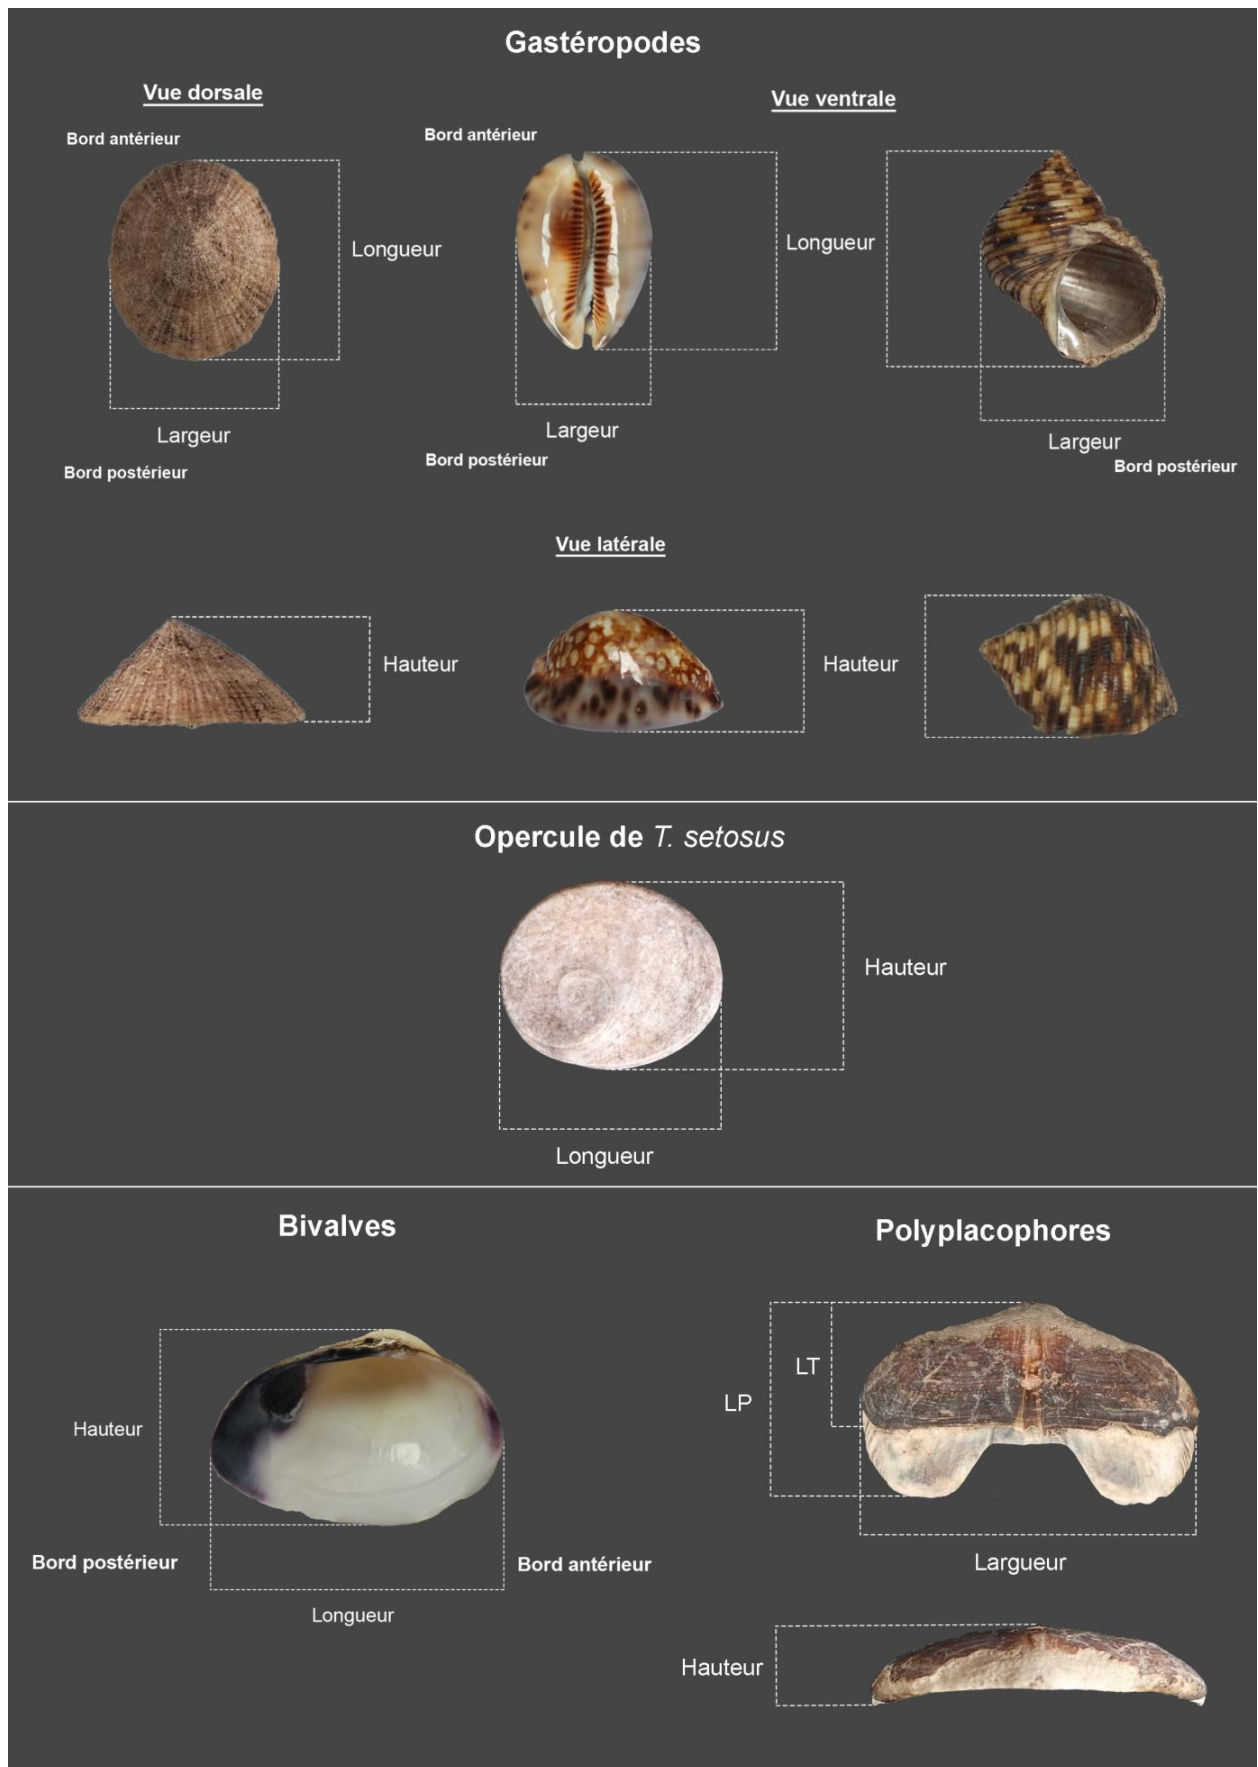 Gastéropodes
Vue dorsale
Vue ventrale
Bord antérieur
Bord antérieur
Longueur
Longueur
Largeur
Largeur
Largeur
Bord postérieur
Bord postérieur
Bord postérieur
Vue latérale
Hauteur
Hauteur
Opercule de T. setosus
Hauteur
Longueur
Bivalves
Polyplacophores
LT
LP
Hauteur
Bord postérieur
Bord antérieur
Largueur
Longueur
Hauteur